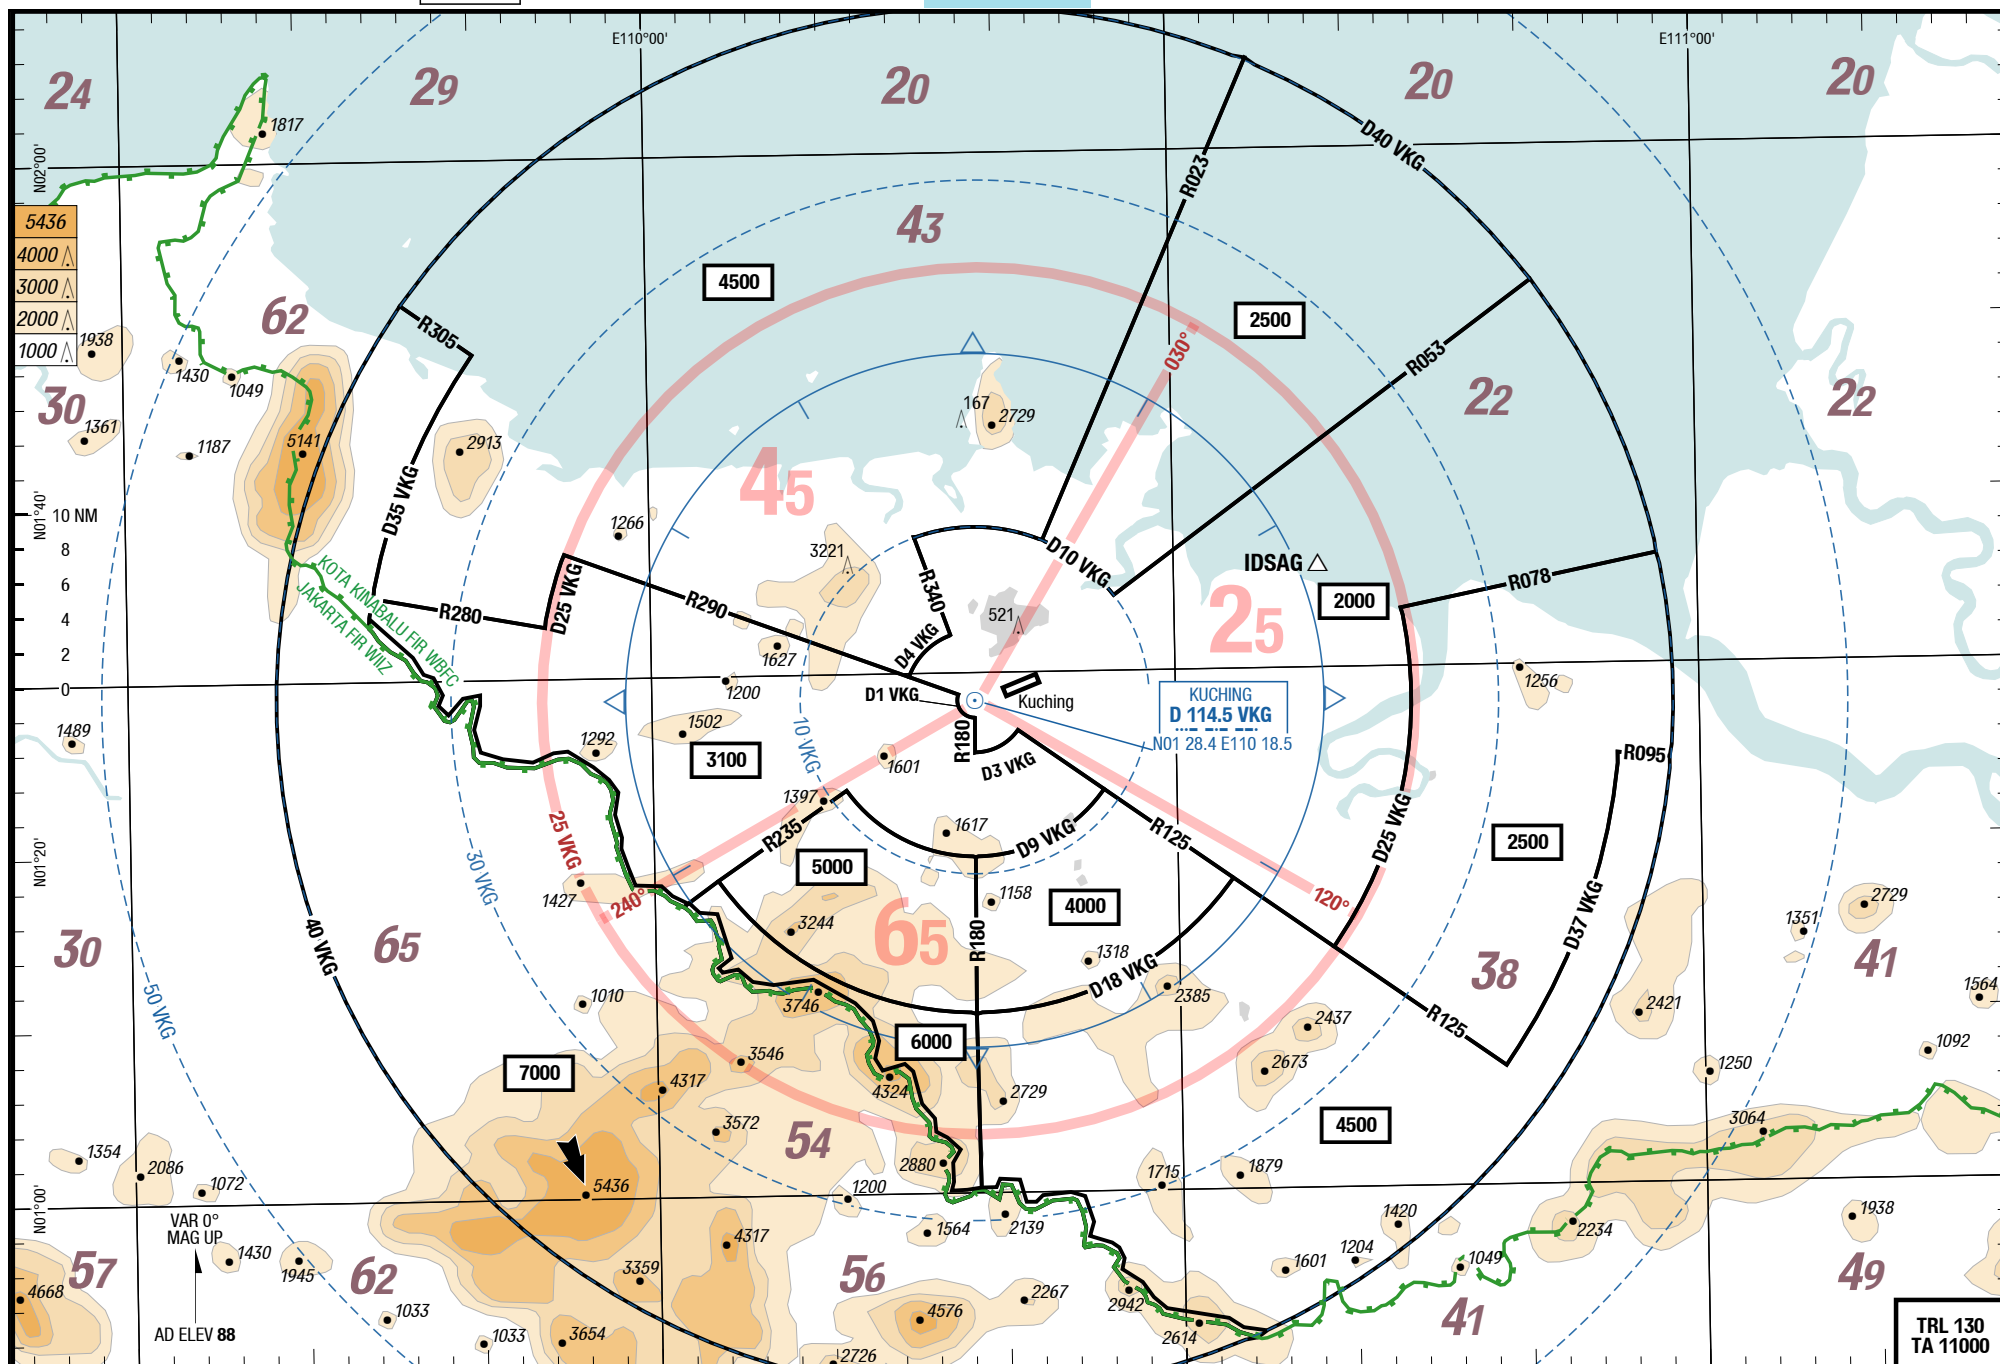 E110°00'
E111°00'
24
29
20
20
20
1817
N02°00'
D40 VKG
R023
43
5436
4000
3000
2000
1000
4500
2500
62
1938
1430
1049
R305
030°
R053
30
22
22
1361
1187
5141
2913
167
2729
45
D35 VKG
N01°40'
10 NM
8
6
4
2
0
1266
3221
D10 VKG
IDSAG
KOTA KINABALU FIR WBFC
JAKARTA FIR WIIZ
R280
D25 VKG
R290
R340
D4 VKG
521
25
2000
R078
1627
1200
D1 VKG
Kuching
KUCHING
D 114.5 VKG
N01 28.4 E110 18.5
1256
1489
1502
1292
3100
10 VKG
1601
R180
D3 VKG
R095
1397
R235
1617
D9 VKG
R125
D25 VKG
2500
N01°20'
25 VKG
30 VKG
5000
1427
240°
1158
4000
120°
D37 VKG
2729
1351
30
65
40 VKG
3244
65
R180
1318
D18 VKG
2385
38
41
1564
50 VKG
1010
3746
2421
R125
6000
2437
1092
7000
3546
4317
4324
2673
1250
2729
3572
54
4500
3064
1354
2086
1072
2880
1715
1879
5436
1200
N01°00'
VAR 0°
MAG UP
1564
2139
1420
2234
1938
1430
1945
4317
1601
1204
1049
57
62
3359
56
2267
2942
49
4668
1033
4576
41
AD ELEV 88
1033
3654
2614
2726
TRL 130
TA 11000